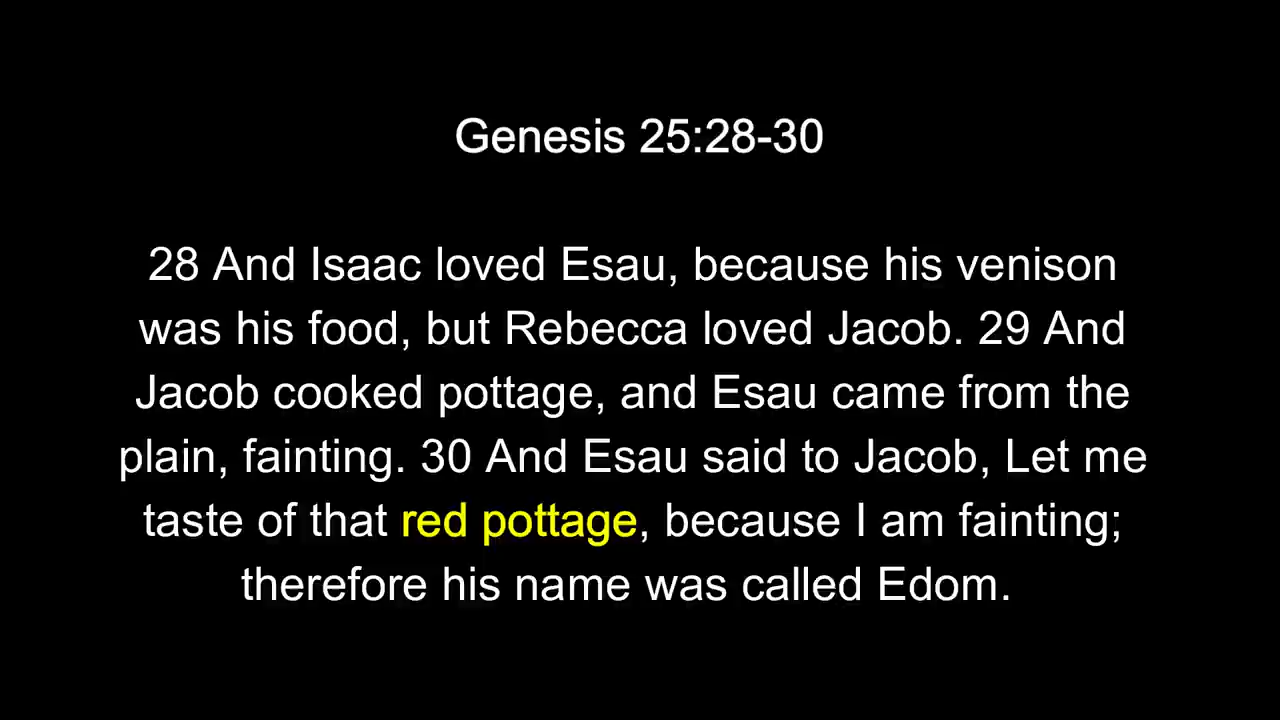 Genesis 25:28-30
28 And Isaac loved Esau, because his venison
was his food, but Rebecca loved Jacob. 29 And
Jacob cooked pottage, and Esau came from the
plain, fainting. 30 And Esau said to Jacob, Let me
taste of that red pottage, because I am fainting;
therefore his name was called Edom.